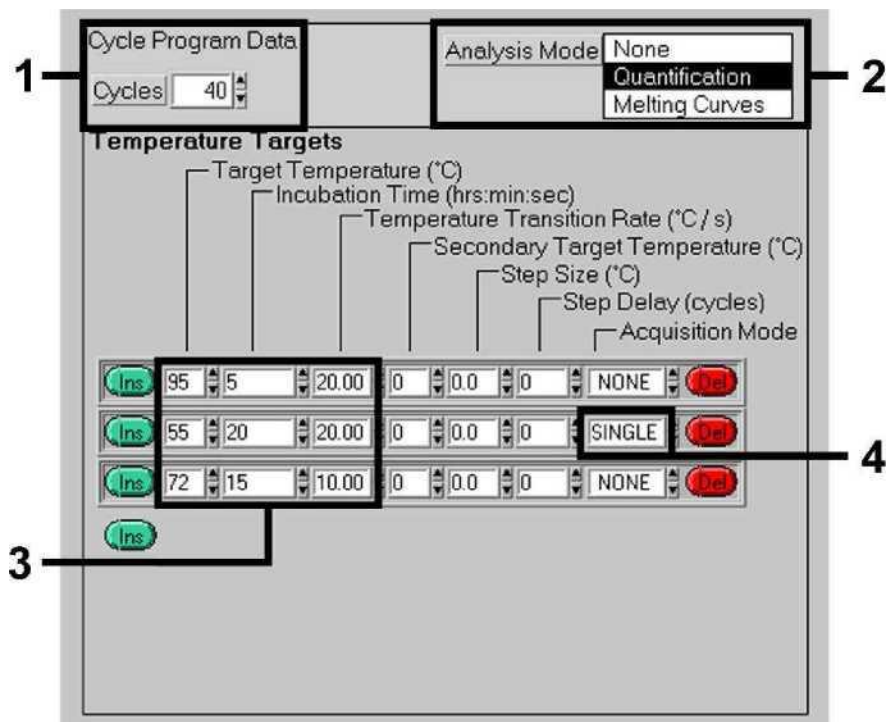 Cycle Program Data
Cycles 40
1
Analysis Mode None
Quantification
Melting Curves
2
Temperature Targets
Target Temperature (°C)
Incubation Time (hrs:min:sec)
Temperature Transition Rate (°C / s)
Secondary Target Temperature (°C)
Step Size (°C)
Step Delay (cycles)
Acquisition Mode
Ins 95 5 20.00 0 0.0 0 NONE Del
Ins 55 20 20.00 0 0.0 0 SINGLE Del
Ins 72 15 10.00 0 0.0 0 NONE Del
4
Ins
3